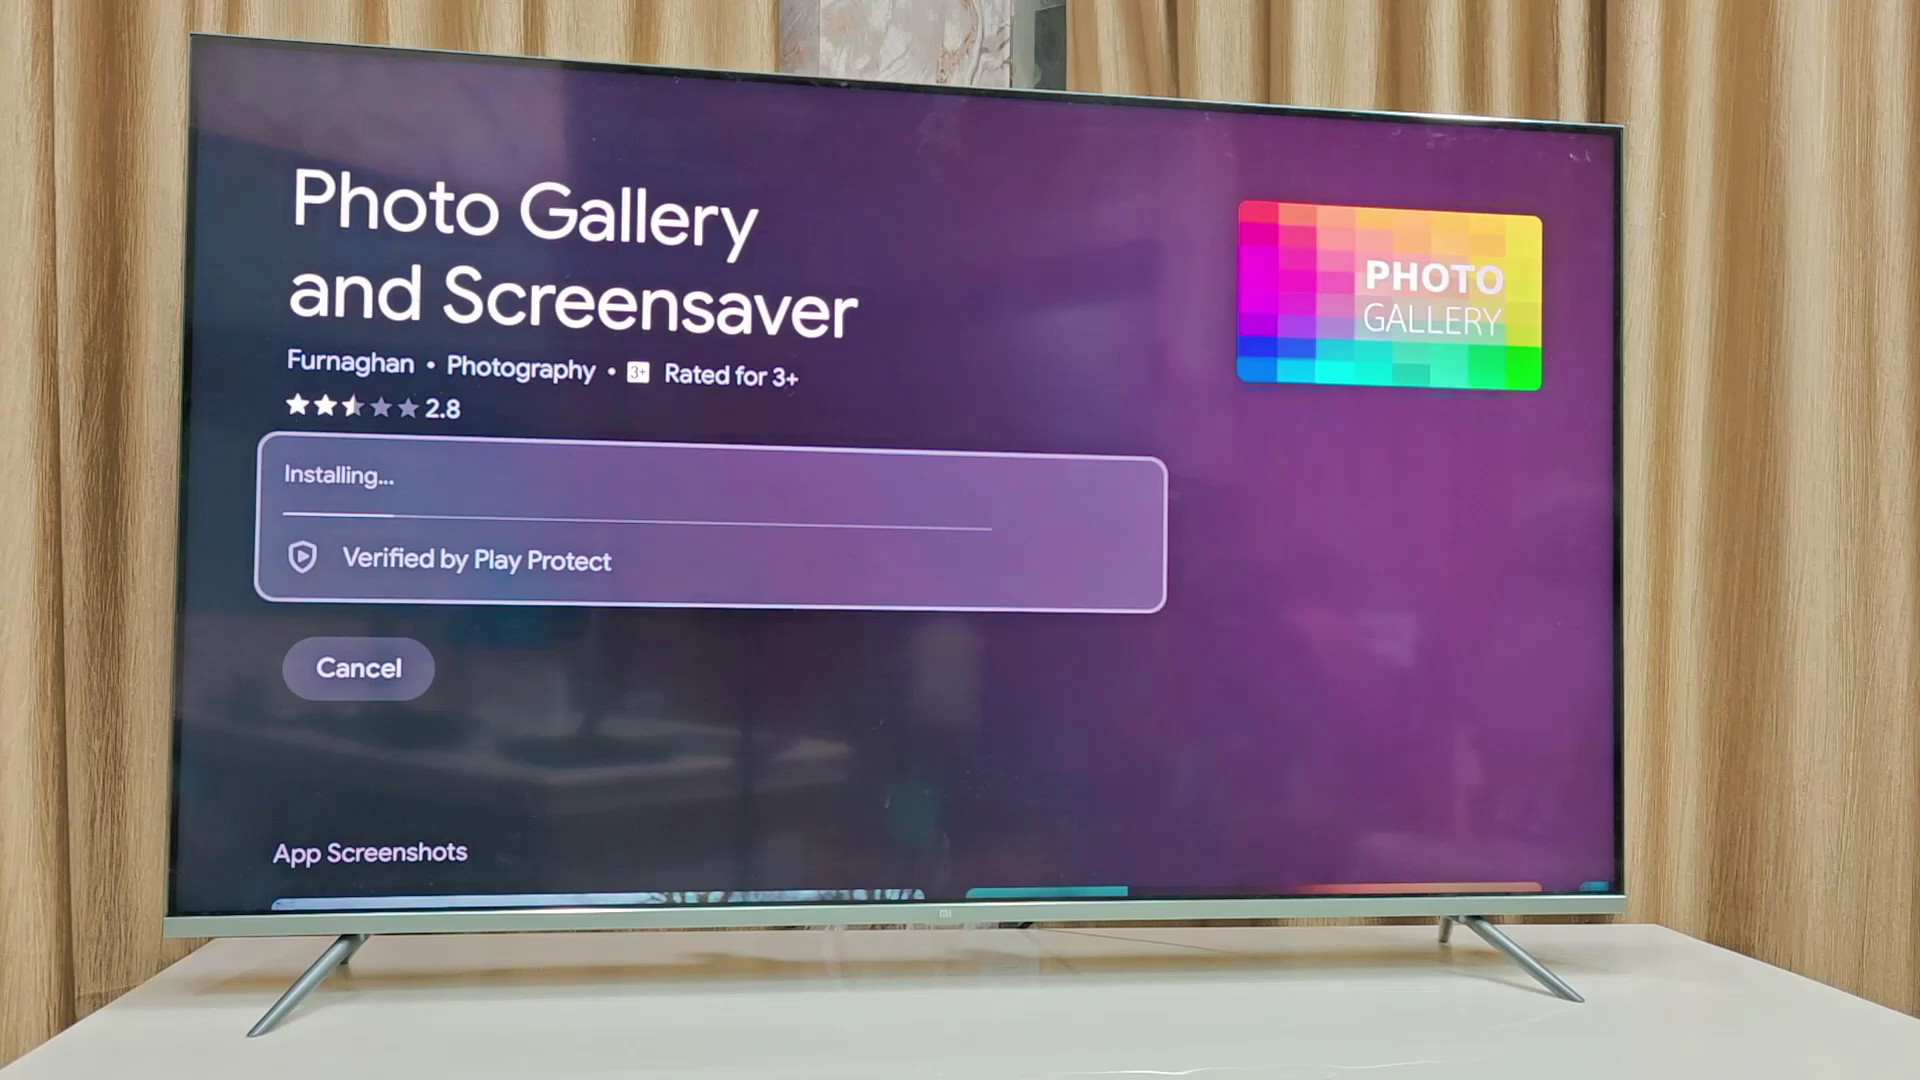 Photo Gallery
and Screensaver
Furnaghan • Photography • 3+ Rated for 3+
2.8
PHOTO
GALLERY
Installing...
Verified by Play Protect
Cancel
App Screenshots
mi